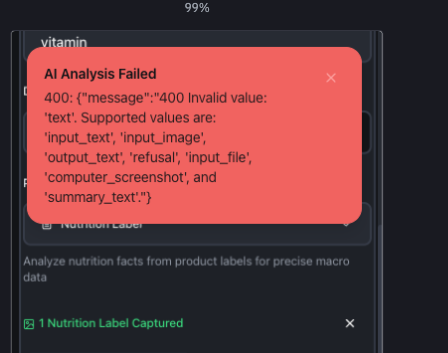 99%
vitamin
AI Analysis Failed
400: {"message":"400 Invalid value:
'text'. Supported values are:
'input_text', 'input_image',
'output_text', 'refusal', 'input_file',
'computer_screenshot', and
'summary_text'."}
Nutrition Label
Analyze nutrition facts from product labels for precise macro
data
1 Nutrition Label Captured